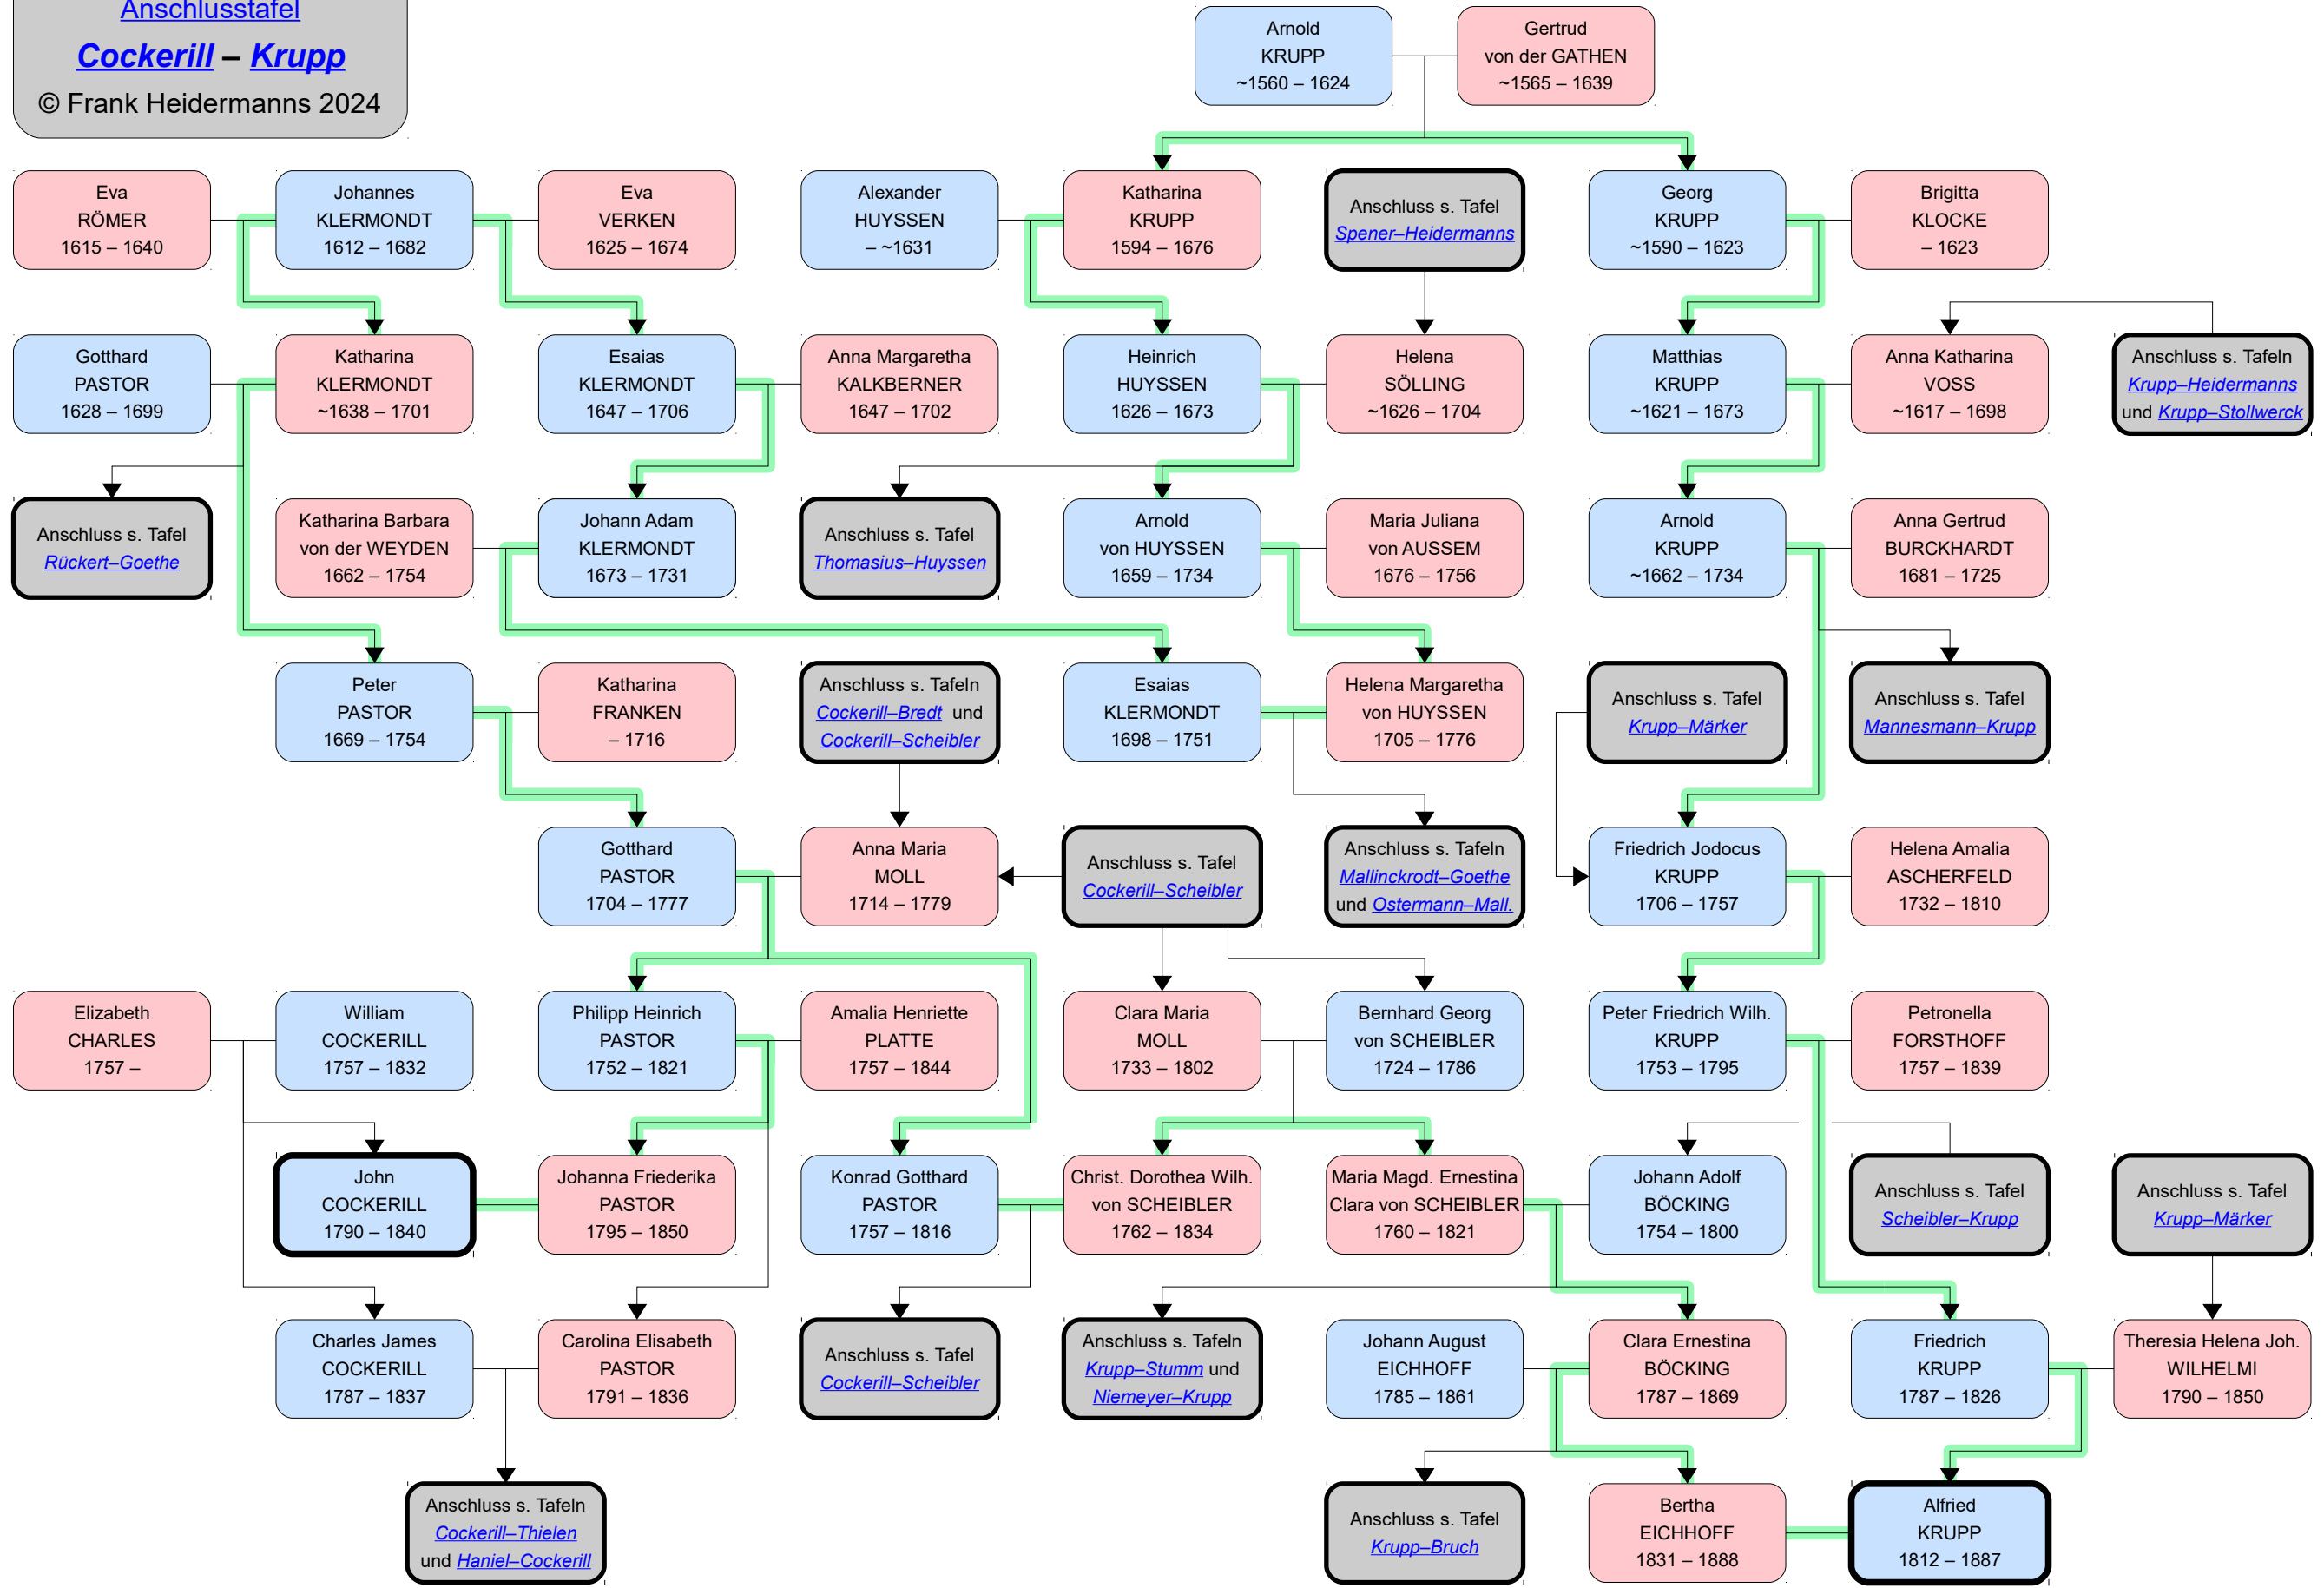 Anschlusstafel
Cockerill – Krupp
© Frank Heidermanns 2024
Arnold
KRUPP
~1560 – 1624
Gertrud
von der GATHEN
~1565 – 1639
Eva
RÖMER
1615 – 1640
Johannes
KLERMONDT
1612 – 1682
Eva
VERKEN
1625 – 1674
Alexander
HUYSSEN
– ~1631
Katharina
KRUPP
1594 – 1676
Anschluss s. Tafel
Spener–Heidermanns
Georg
KRUPP
~1590 – 1623
Brigitta
KLOCKE
– 1623
Gotthard
PASTOR
1628 – 1699
Katharina
KLERMONDT
~1638 – 1701
Esaias
KLERMONDT
1647 – 1706
Anna Margaretha
KALKBERNER
1647 – 1702
Heinrich
HUYSSEN
1626 – 1673
Helena
SÖLLING
~1626 – 1704
Matthias
KRUPP
~1621 – 1673
Anna Katharina
VOSS
~1617 – 1698
Anschluss s. Tafeln
Krupp–Heidermanns
und Krupp–Stollwerck
Anschluss s. Tafel
Rückert–Goethe
Katharina Barbara
von der WEYDEN
1662 – 1754
Johann Adam
KLERMONDT
1673 – 1731
Anschluss s. Tafel
Thomasius–Huyssen
Arnold
von HUYSSEN
1659 – 1734
Maria Juliana
von AUSSEM
1676 – 1756
Arnold
KRUPP
~1662 – 1734
Anna Gertrud
BURCKHARDT
1681 – 1725
Peter
PASTOR
1669 – 1754
Katharina
FRANKEN
– 1716
Anschluss s. Tafeln
Cockerill–Bredt und
Cockerill–Scheibler
Esaias
KLERMONDT
1698 – 1751
Helena Margaretha
von HUYSSEN
1705 – 1776
Anschluss s. Tafel
Krupp–Märker
Anschluss s. Tafel
Mannesmann–Krupp
Gotthard
PASTOR
1704 – 1777
Anna Maria
MOLL
1714 – 1779
Anschluss s. Tafel
Cockerill–Scheibler
Anschluss s. Tafeln
Mallinckrodt–Goethe
und Ostermann–Mall.
Friedrich Jodocus
KRUPP
1706 – 1757
Helena Amalia
ASCHERFELD
1732 – 1810
Elizabeth
CHARLES
1757 –
William
COCKERILL
1757 – 1832
Philipp Heinrich
PASTOR
1752 – 1821
Amalia Henriette
PLATTE
1757 – 1844
Clara Maria
MOLL
1733 – 1802
Bernhard Georg
von SCHEIBLER
1724 – 1786
Peter Friedrich Wilh.
KRUPP
1753 – 1795
Petronella
FORSTHOFF
1757 – 1839
John
COCKERILL
1790 – 1840
Johanna Friederika
PASTOR
1795 – 1850
Konrad Gotthard
PASTOR
1757 – 1816
Christ. Dorothea Wilh.
von SCHEIBLER
1762 – 1834
Maria Magd. Ernestina
Clara von SCHEIBLER
1760 – 1821
Johann Adolf
BÖCKING
1754 – 1800
Anschluss s. Tafel
Scheibler–Krupp
Anschluss s. Tafel
Krupp–Märker
Charles James
COCKERILL
1787 – 1837
Carolina Elisabeth
PASTOR
1791 – 1836
Anschluss s. Tafel
Cockerill–Scheibler
Anschluss s. Tafeln
Krupp–Stumm und
Niemeyer–Krupp
Johann August
EICHHOFF
1785 – 1861
Clara Ernestina
BÖCKING
1787 – 1869
Friedrich
KRUPP
1787 – 1826
Theresia Helena Joh.
WILHELMI
1790 – 1850
Anschluss s. Tafeln
Cockerill–Thielen
und Haniel–Cockerill
Anschluss s. Tafel
Krupp–Bruch
Bertha
EICHHOFF
1831 – 1888
Alfried
KRUPP
1812 – 1887